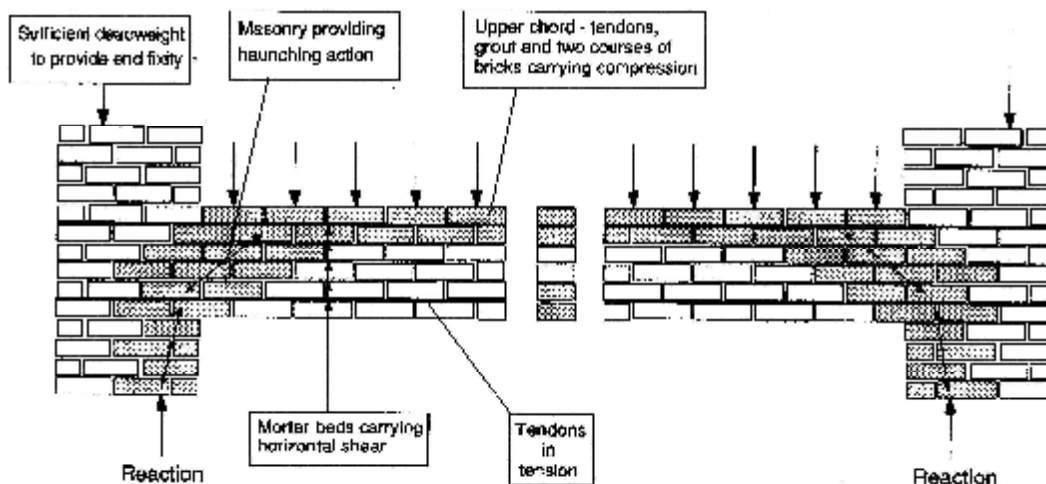 Sufficient deadweight
to provide end fixity
Masonry providing
haunching action
Upper chord - tendons,
grout and two courses of
bricks carrying compression
Mortar beds carrying
horizontal shear
Tendons
in
tension
Reaction
Reaction